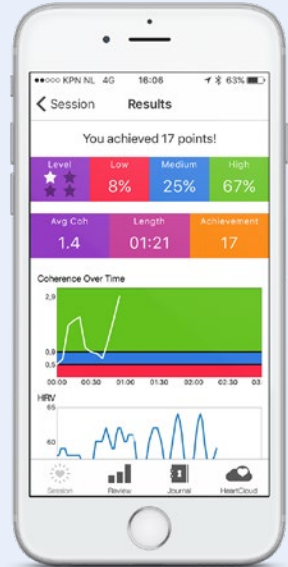 ●●○○○ KPN NL 4G 16:06 63%
Session Results
You achieved 17 points!
Level Low Medium High
8% 25% 67%
Avg Coh Length Achievement
1.4 01:21 17
Coherence Over Time
2,9
0,9
0,5
00:00 00:30 01:00 01:30 02:00 02:30 03:
HRV
65
60
Session Review Journal HeartCloud